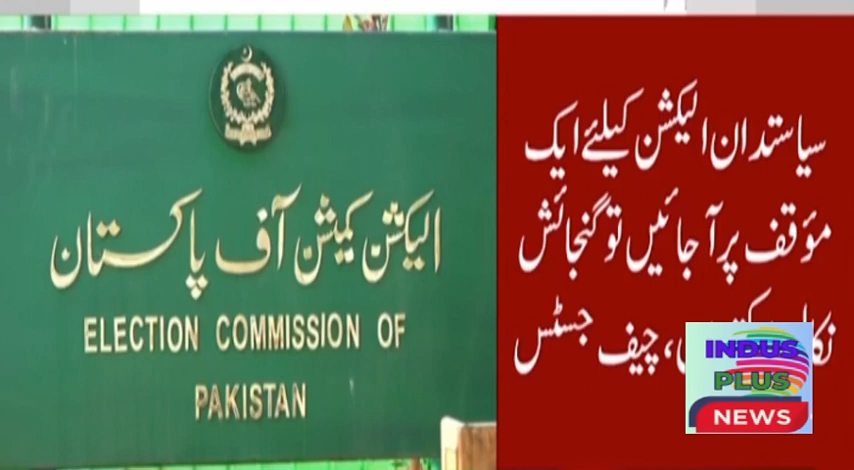 الیکشن کمیشن آف پاکستان
ELECTION COMMISSION OF
PAKISTAN
سیاستدان الیکشن کیلئے ایک
مؤقف پر آ جائیں تو گنجائش
، چیف جسٹس
INDUS
PLUS
NEWS